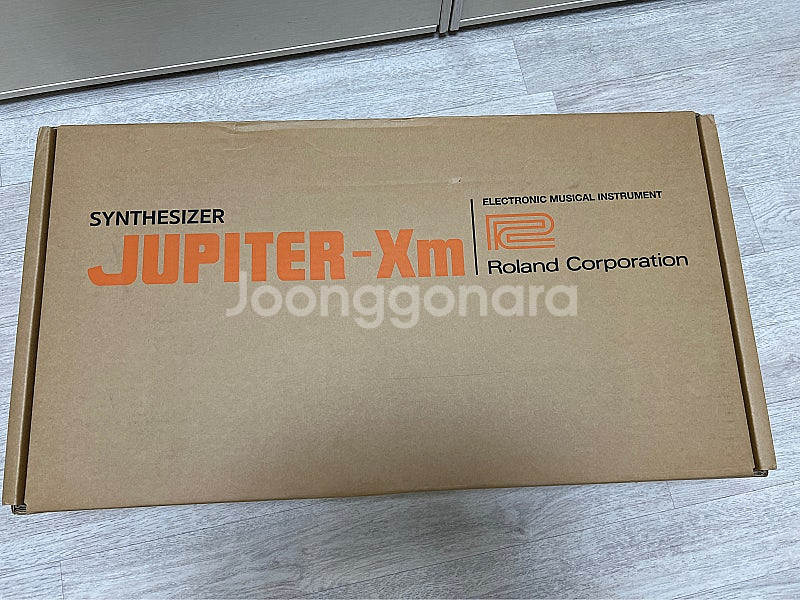 SYNTHESIZER
JUPITER-Xm
ELECTRONIC MUSICAL INSTRUMENT
Roland Corporation
Joonggonara